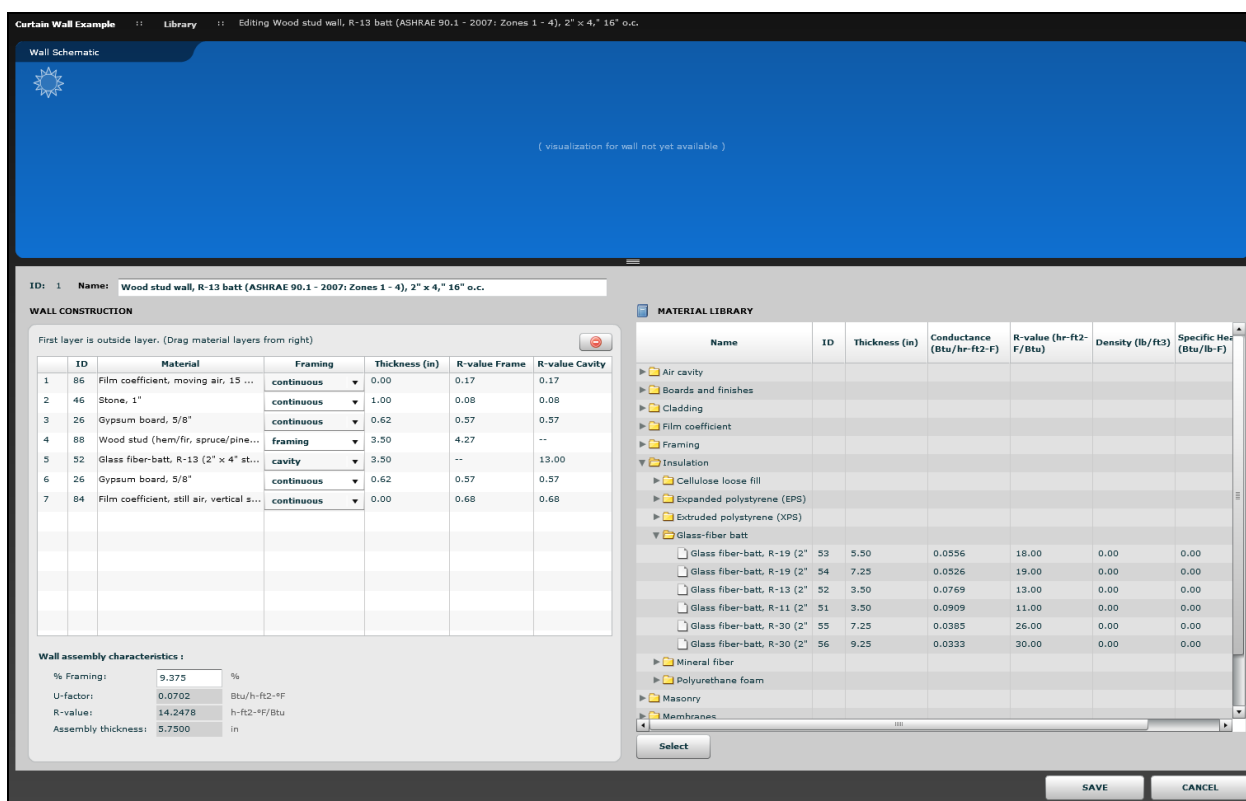 Curtain Wall Example :: Library :: Editing Wood stud wall, R-13 batt (ASHRAE 90.1 - 2007: Zones 1 - 4), 2" x 4," 16" o.c.
Wall Schematic
( visualization for wall not yet available )
ID: 1 Name: Wood stud wall, R-13 batt (ASHRAE 90.1 - 2007: Zones 1 - 4), 2" x 4," 16" o.c.
WALL CONSTRUCTION
First layer is outside layer. (Drag material layers from right)
ID Material Framing Thickness (in) R-value Frame R-value Cavity
1 86 Film coefficient, moving air, 15 ... continuous 0.00 0.17 0.17
2 46 Stone, 1" continuous 1.00 0.08 0.08
3 26 Gypsum board, 5/8" continuous 0.62 0.57 0.57
4 88 Wood stud (hem/fir, spruce/pine... framing 3.50 4.27 --
5 52 Glass fiber-batt, R-13 (2" x 4" st... cavity 3.50 -- 13.00
6 26 Gypsum board, 5/8" continuous 0.62 0.57 0.57
7 84 Film coefficient, still air, vertical s... continuous 0.00 0.68 0.68
Wall assembly characteristics :
% Framing: 9.375 %
U-factor: 0.0702 Btu/h-ft2-ºF
R-value: 14.2478 h-ft2-ºF/Btu
Assembly thickness: 5.7500 in
MATERIAL LIBRARY
Name ID Thickness (in) Conductance (Btu/hr-ft2-F) R-value (hr-ft2-F/Btu) Density (lb/ft3) Specific Hea (Btu/lb-F)
Air cavity
Boards and finishes
Cladding
Film coefficient
Framing
Insulation
Cellulose loose fill
Expanded polystyrene (EPS)
Extruded polystyrene (XPS)
Glass-fiber batt
Glass fiber-batt, R-19 (2" 53 5.50 0.0556 18.00 0.00 0.00
Glass fiber-batt, R-19 (2" 54 7.25 0.0526 19.00 0.00 0.00
Glass fiber-batt, R-13 (2" 52 3.50 0.0769 13.00 0.00 0.00
Glass fiber-batt, R-11 (2" 51 3.50 0.0909 11.00 0.00 0.00
Glass fiber-batt, R-30 (2" 55 7.25 0.0385 26.00 0.00 0.00
Glass fiber-batt, R-30 (2" 56 9.25 0.0333 30.00 0.00 0.00
Mineral fiber
Polyurethane foam
Masonry
Membranes
Select
SAVE CANCEL